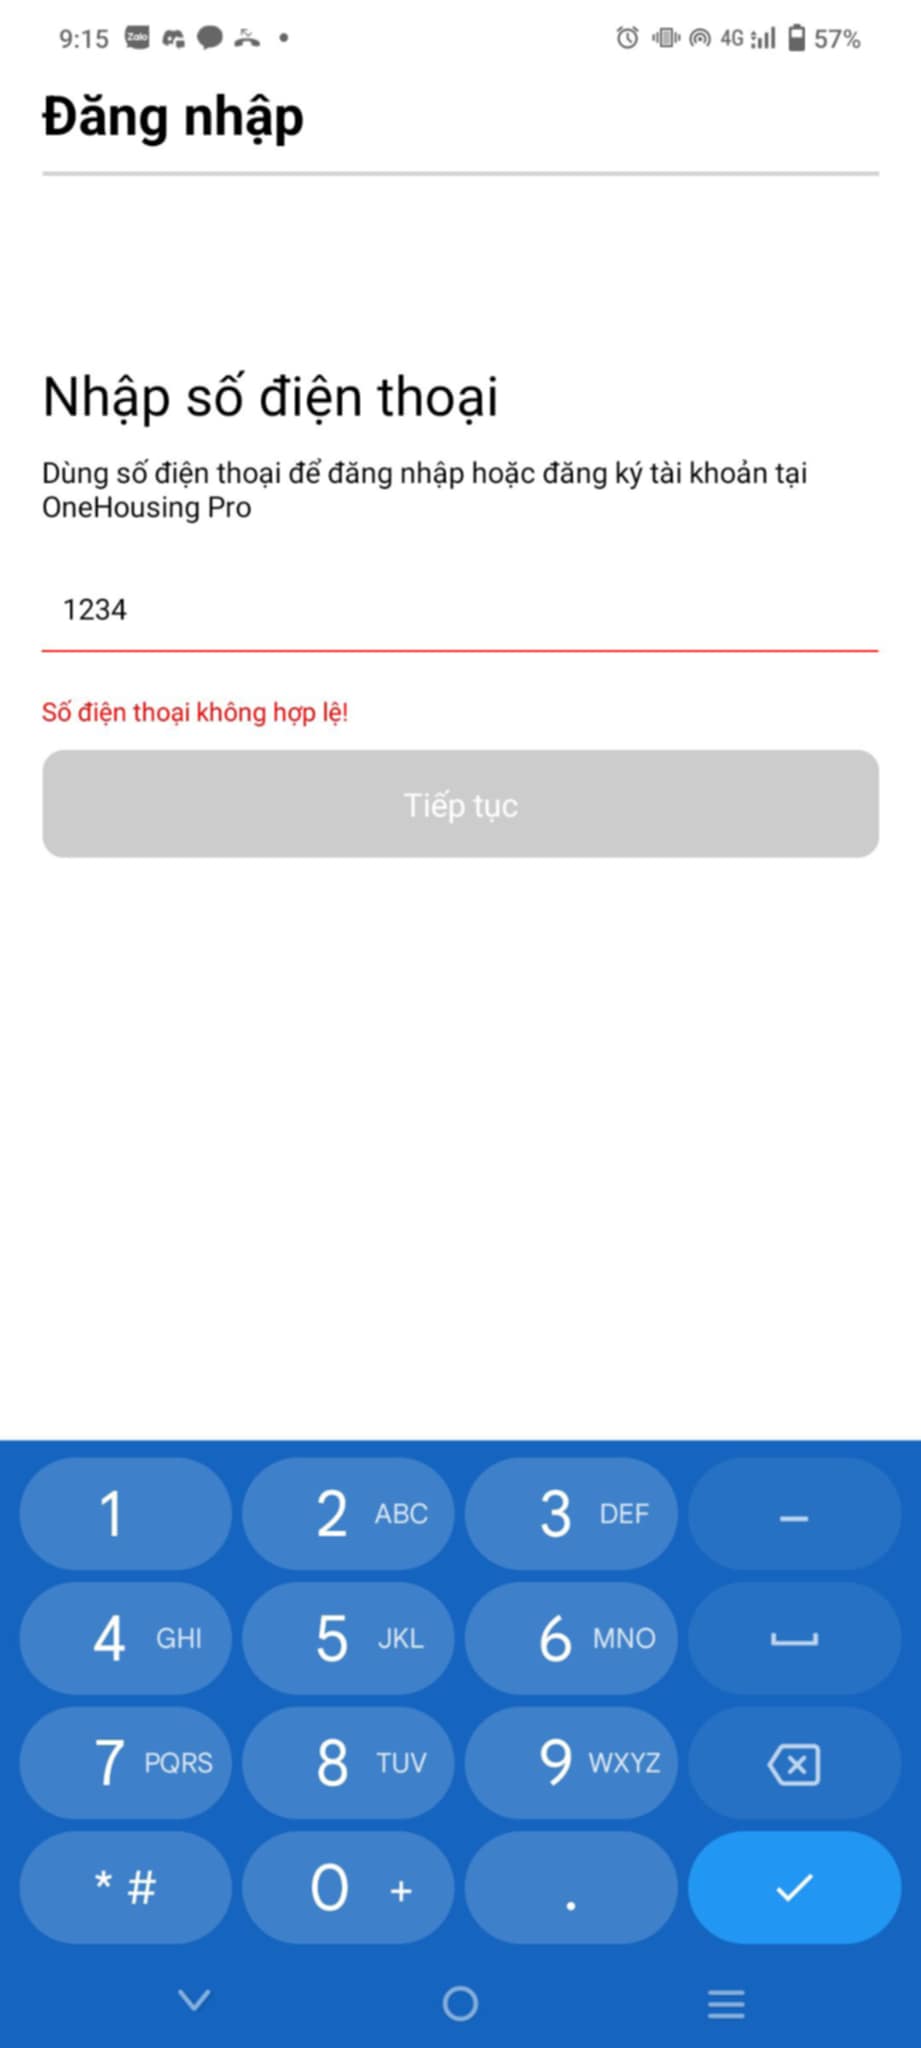 9:15 Zalo 4G 57%
Đăng nhập
Nhập số điện thoại
Dùng số điện thoại để đăng nhập hoặc đăng ký tài khoản tại
OneHousing Pro
1234
Số điện thoại không hợp lệ!
Tiếp tục
1 2 ABC 3 DEF –
4 GHI 5 JKL 6 MNO
7 PQRS 8 TUV 9 WXYZ
* # 0 + .